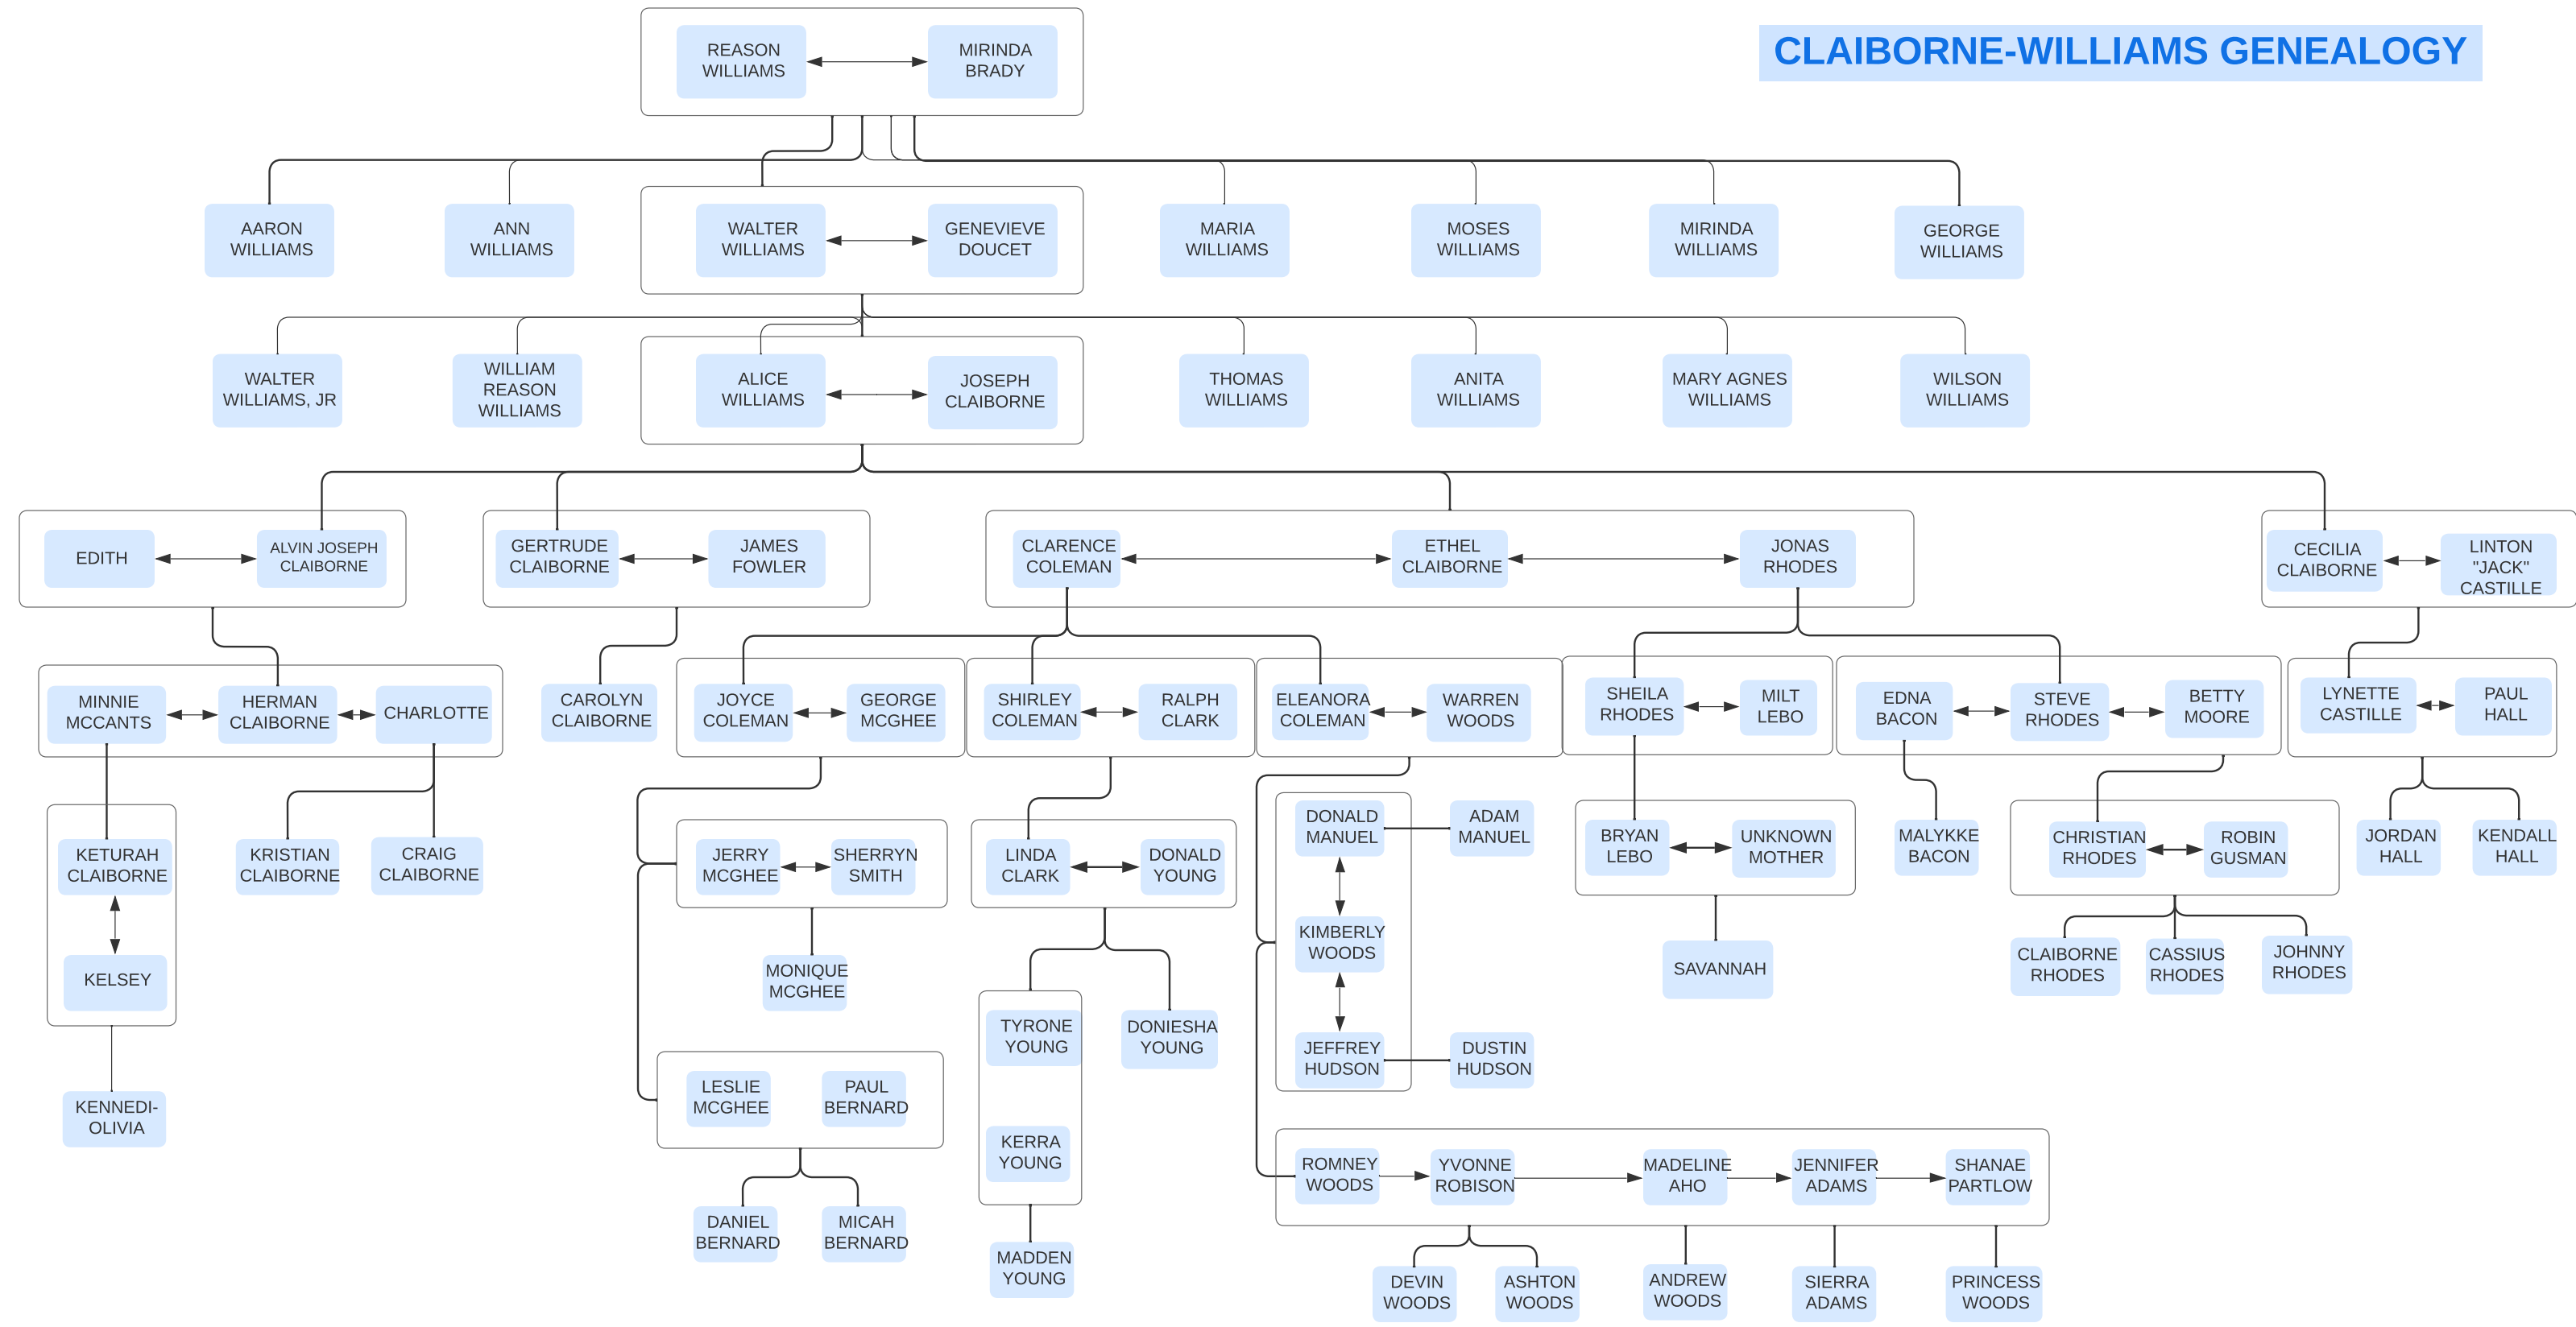 CLAIBORNE-WILLIAMS GENEALOGY
REASON
WILLIAMS
MIRINDA
BRADY
AARON
WILLIAMS
ANN
WILLIAMS
WALTER
WILLIAMS
GENEVIEVE
DOUCET
MARIA
WILLIAMS
MOSES
WILLIAMS
MIRINDA
WILLIAMS
GEORGE
WILLIAMS
WALTER
WILLIAMS, JR
WILLIAM
REASON
WILLIAMS
ALICE
WILLIAMS
JOSEPH
CLAIBORNE
THOMAS
WILLIAMS
ANITA
WILLIAMS
MARY AGNES
WILLIAMS
WILSON
WILLIAMS
EDITH
ALVIN JOSEPH
CLAIBORNE
GERTRUDE
CLAIBORNE
JAMES
FOWLER
CLARENCE
COLEMAN
ETHEL
CLAIBORNE
JONAS
RHODES
CECILIA
CLAIBORNE
LINTON
"JACK"
CASTILLE
MINNIE
MCCANTS
HERMAN
CLAIBORNE
CHARLOTTE
CAROLYN
CLAIBORNE
JOYCE
COLEMAN
GEORGE
MCGHEE
SHIRLEY
COLEMAN
RALPH
CLARK
ELEANORA
COLEMAN
WARREN
WOODS
SHEILA
RHODES
MILT
LEBO
EDNA
BACON
STEVE
RHODES
BETTY
MOORE
LYNETTE
CASTILLE
PAUL
HALL
KETURAH
CLAIBORNE
KRISTIAN
CLAIBORNE
CRAIG
CLAIBORNE
JERRY
MCGHEE
SHERRYN
SMITH
LINDA
CLARK
DONALD
YOUNG
DONALD
MANUEL
ADAM
MANUEL
BRYAN
LEBO
UNKNOWN
MOTHER
MALYKKE
BACON
CHRISTIAN
RHODES
ROBIN
GUSMAN
JORDAN
HALL
KENDALL
HALL
KELSEY
MONIQUE
MCGHEE
KIMBERLY
WOODS
SAVANNAH
CLAIBORNE
RHODES
CASSIUS
RHODES
JOHNNY
RHODES
TYRONE
YOUNG
DONIESHA
YOUNG
JEFFREY
HUDSON
DUSTIN
HUDSON
KENNEDI-
OLIVIA
LESLIE
MCGHEE
PAUL
BERNARD
KERRA
YOUNG
ROMNEY
WOODS
YVONNE
ROBISON
MADELINE
AHO
JENNIFER
ADAMS
SHANAE
PARTLOW
DANIEL
BERNARD
MICAH
BERNARD
MADDEN
YOUNG
DEVIN
WOODS
ASHTON
WOODS
ANDREW
WOODS
SIERRA
ADAMS
PRINCESS
WOODS